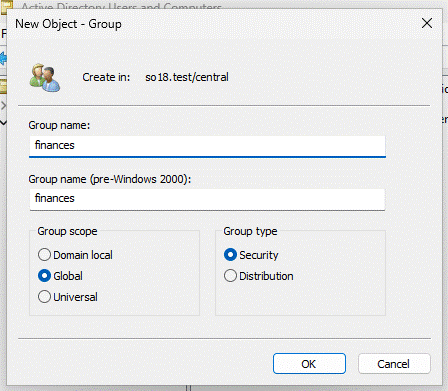 Active Directory Users and Computers
New Object - Group
Create in: so18.test/central
Group name:
finances
Group name (pre-Windows 2000):
finances
Group scope
Domain local
Global
Universal
Group type
Security
Distribution
OK
Cancel